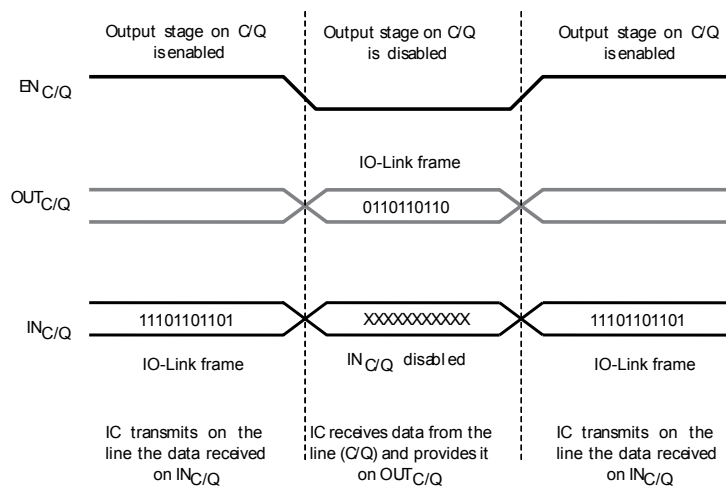 Output stage on C/Q
is enabled
Output stage on C/Q
is disabled
Output stage on C/Q
is enabled
EN C/Q
IO-Link frame
OUT C/Q
0110110110
IN C/Q
11101101101
XXXXXXXXXXX
11101101101
IO-Link frame
IN C/Q disabled
IO-Link frame
IC transmits on the
line the data received
on IN C/Q
IC receives data from the
line (C/Q) and provides it
on OUT C/Q
IC transmits on the
line the data received
on IN C/Q